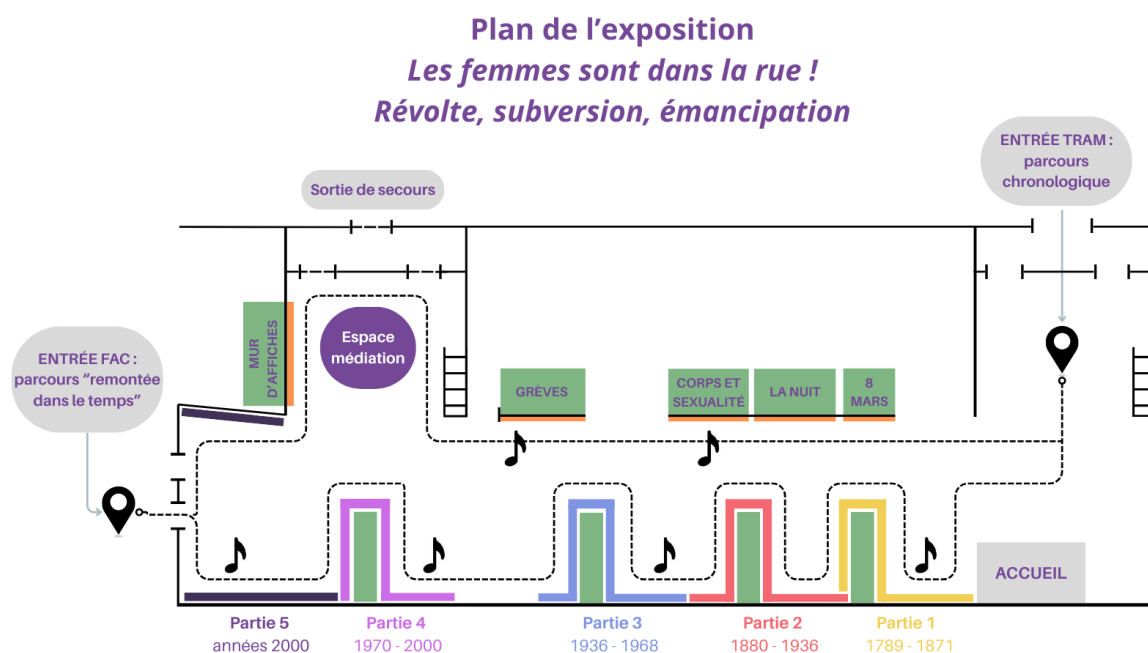 Plan de l’exposition
Les femmes sont dans la rue !
Révolte, subversion, émancipation
ENTRÉE TRAM :
parcours
chronologique
Sortie de secours
MUR
D’AFFICHES
Espace
médiation
ENTRÉE FAC :
parcours “remontée
dans le temps”
GRÈVES
CORPS ET
SEXUALITÉ
LA NUIT
8
MARS
ACCUEIL
Partie 5
années 2000
Partie 4
1970 - 2000
Partie 3
1936 - 1968
Partie 2
1880 - 1936
Partie 1
1789 - 1871